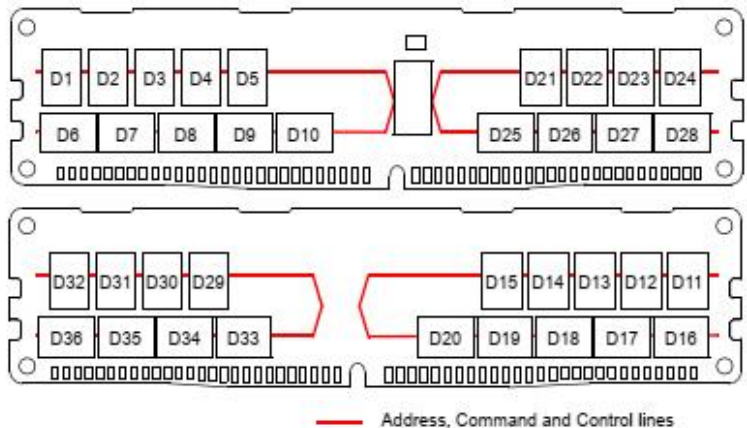 D1 D2 D3 D4 D5 D21 D22 D23 D24
D6 D7 D8 D9 D10 D25 D26 D27 D28
D32 D31 D30 D29 D15 D14 D13 D12 D11
D36 D35 D34 D33 D20 D19 D18 D17 D16
Address, Command and Control lines